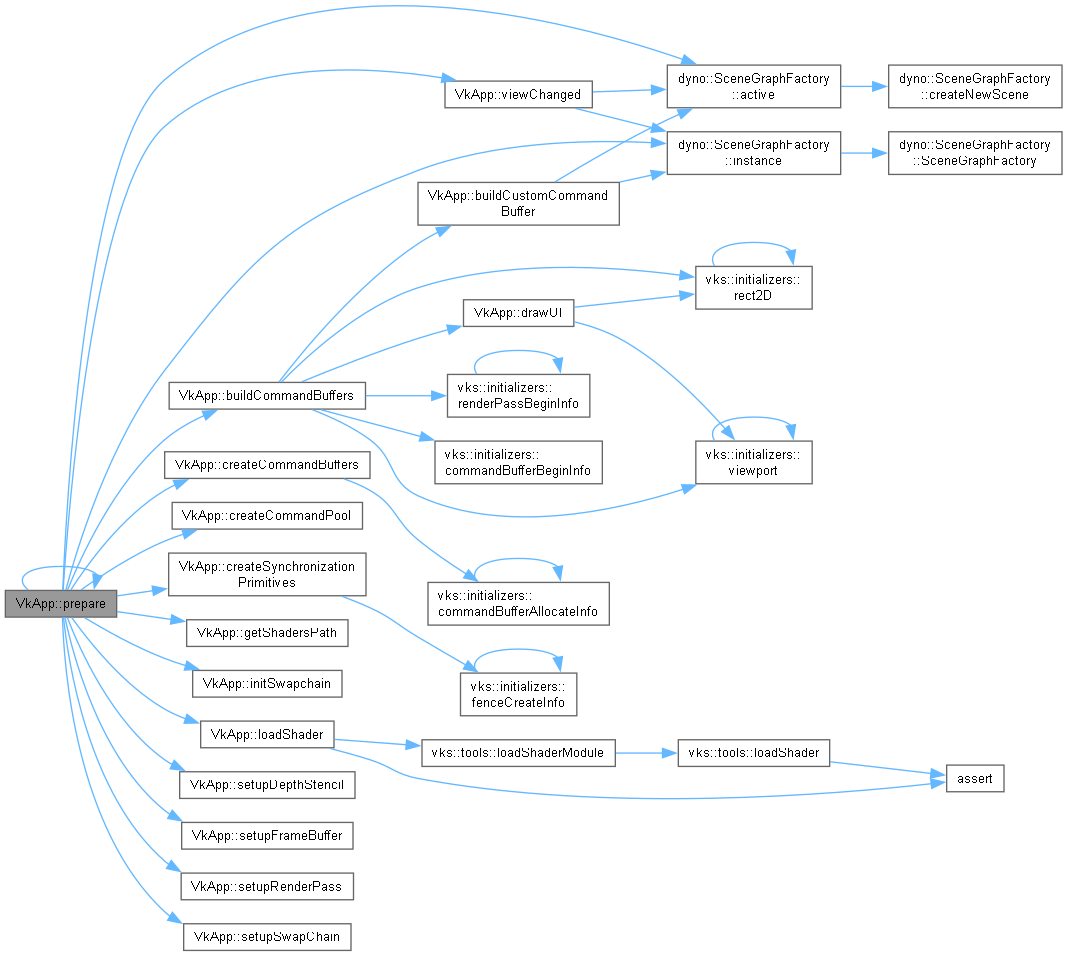 dyno::SceneGraphFactory
::active
dyno::SceneGraphFactory
::createNewScene
VkApp::viewChanged
dyno::SceneGraphFactory
::instance
dyno::SceneGraphFactory
::SceneGraphFactory
VkApp::buildCustomCommand
Buffer
vks::initializers::
rect2D
VkApp::drawUI
VkApp::buildCommandBuffers
vks::initializers::
renderPassBeginInfo
vks::initializers::
commandBufferBeginInfo
vks::initializers::
viewport
VkApp::createCommandBuffers
VkApp::createCommandPool
VkApp::createSynchronization
Primitives
vks::initializers::
commandBufferAllocateInfo
VkApp::prepare
VkApp::getShadersPath
VkApp::initSwapchain
vks::initializers::
fenceCreateInfo
VkApp::loadShader
vks::tools::loadShaderModule
vks::tools::loadShader
assert
VkApp::setupDepthStencil
VkApp::setupFrameBuffer
VkApp::setupRenderPass
VkApp::setupSwapChain